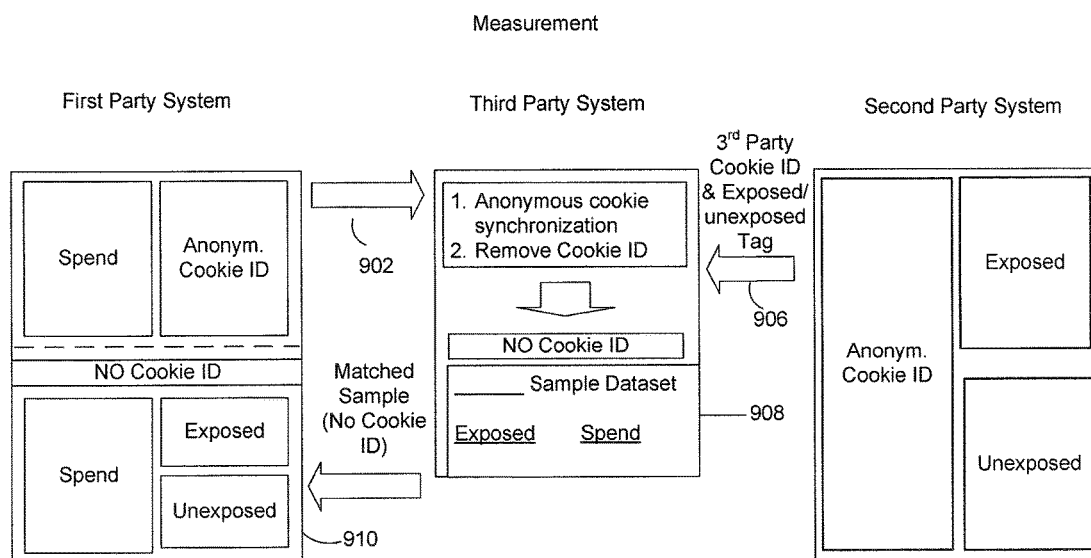 Measurement
First Party System
Third Party System
Second Party System
Spend
Anonym.
Cookie ID
902
1. Anonymous cookie
synchronization
2. Remove Cookie ID
3rd Party
Cookie ID
& Exposed/
unexposed
Tag
906
Anonym.
Cookie ID
Exposed
Unexposed
NO Cookie ID
Sample Dataset
Exposed Spend
908
Matched
Sample
(No Cookie
ID)
NO Cookie ID
Spend
Exposed
Unexposed
910